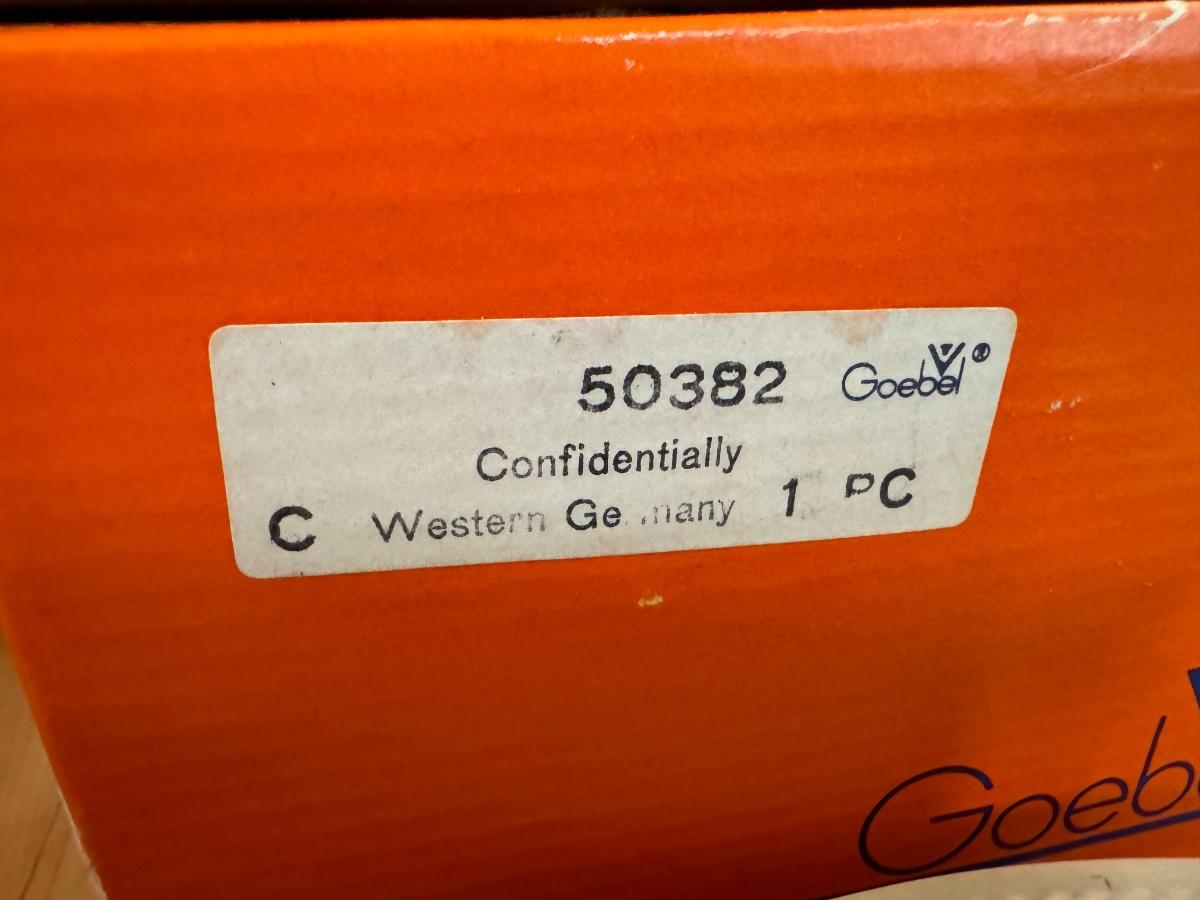 50382 Goebel ®
Confidentially
C Western Germany 1 PC
Goeb